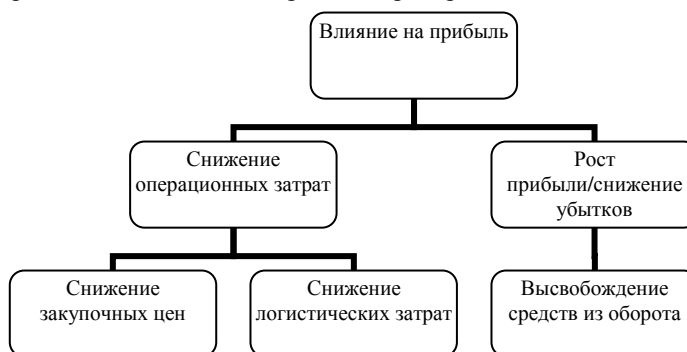 Влияние на прибыль
Снижение
операционных затрат
Рост
прибыли/снижение
убытков
Снижение
закупочных цен
Снижение
логистических затрат
Высвобождение
средств из оборота